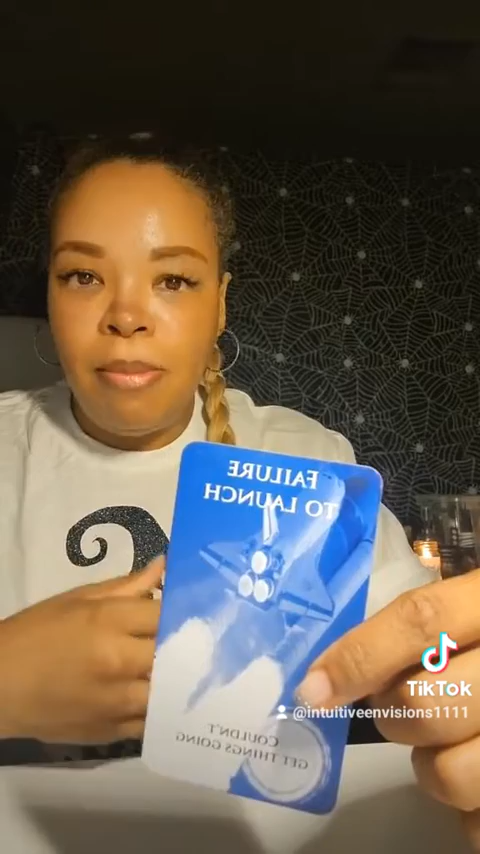 FAILURE
TO LAUNCH
COULDN'T
GET THINGS GOING
TikTok
@intuitiveenvisions1111